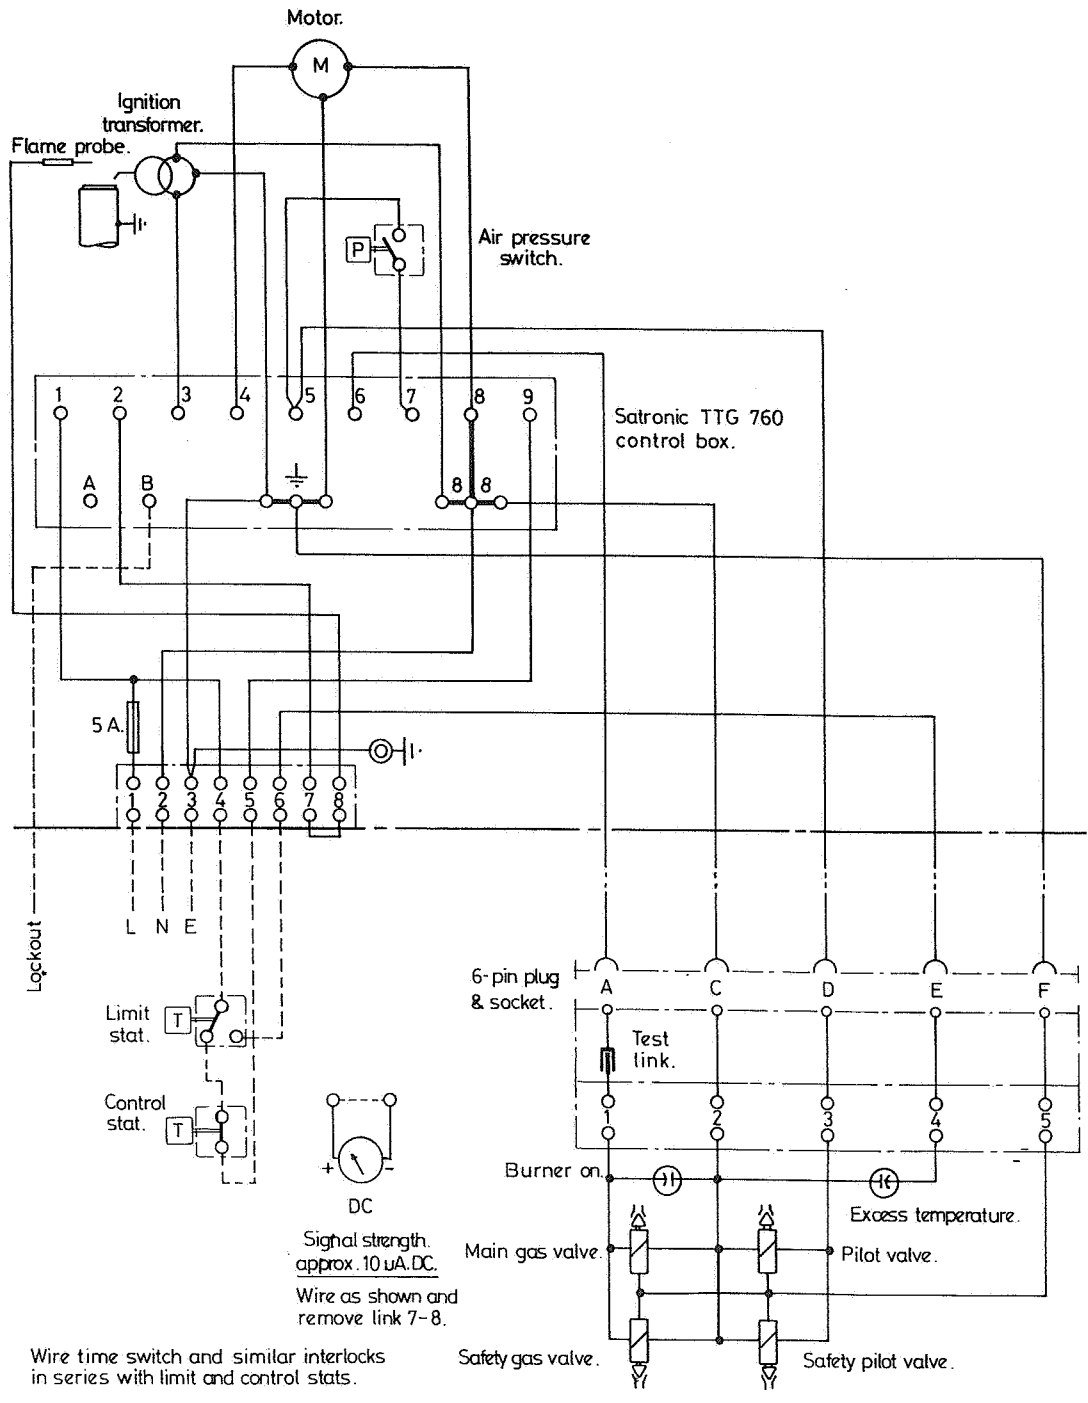 Motor.
M
Ignition
transformer.
Flame probe.
P
Air pressure
switch.
1 2 3 4 5 6 7 8 9
Satronic TTG 760
control box.
A B 8 8
5 A.
1 2 3 4 5 6 7 8
L N E
Lockout
6-pin plug
& socket.
A C D E F
Limit
stat.
T
Test
link.
Control
stat.
T
1 2 3 4 5
+ -
DC
Burner on.
Excess temperature.
Signal strength.
approx. 10 uA.DC.
Main gas valve.
Pilot valve.
Wire as shown and
remove link 7-8.
Safety gas valve.
Safety pilot valve.
Wire time switch and similar interlocks
in series with limit and control stats.